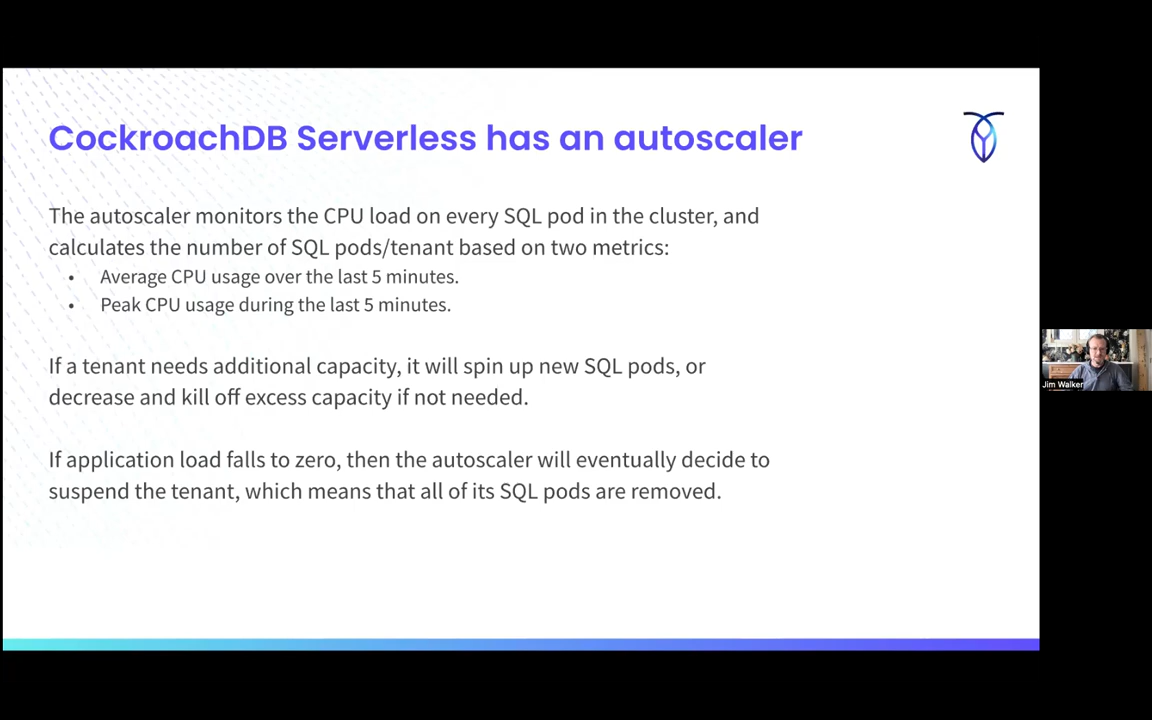 CockroachDB Serverless has an autoscaler
The autoscaler monitors the CPU load on every SQL pod in the cluster, and
calculates the number of SQL pods/tenant based on two metrics:
• Average CPU usage over the last 5 minutes.
• Peak CPU usage during the last 5 minutes.
If a tenant needs additional capacity, it will spin up new SQL pods, or
decrease and kill off excess capacity if not needed.
If application load falls to zero, then the autoscaler will eventually decide to
suspend the tenant, which means that all of its SQL pods are removed.
Jim Walker